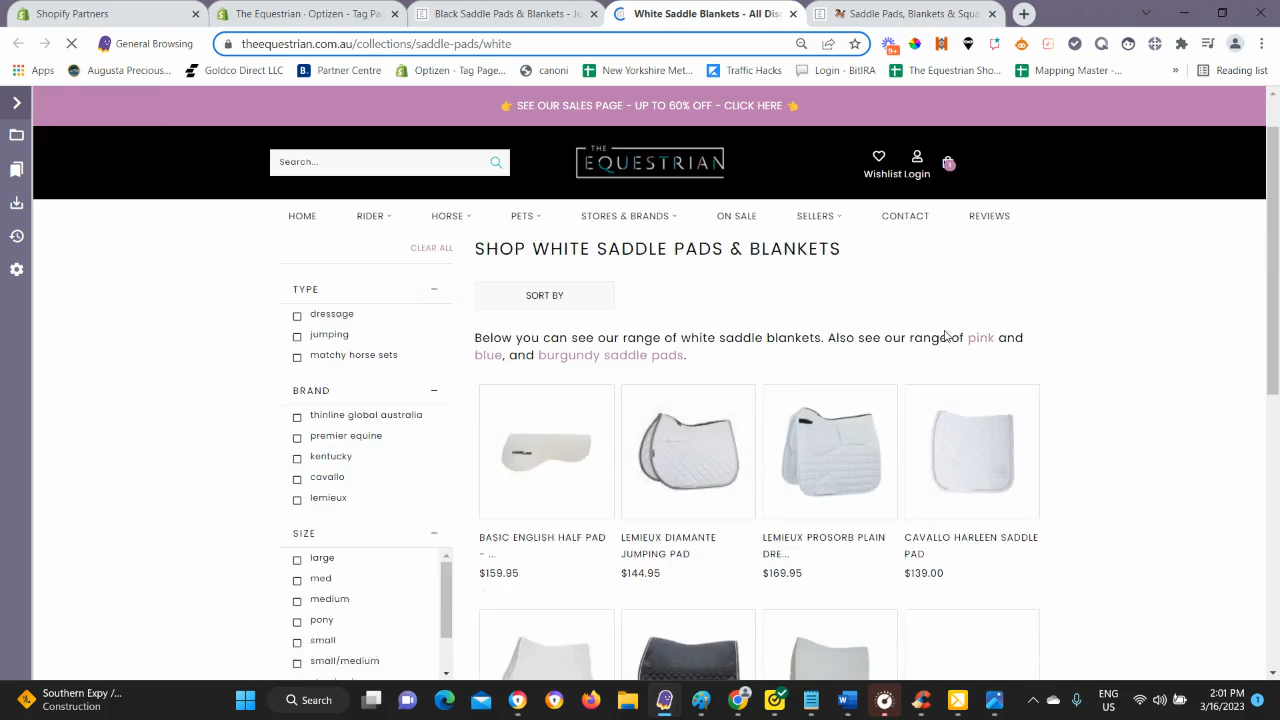 Shopify Partners
The Equestrian - Optizen - Tag Pa
Black Saddle Pads & Blankets - Ju
White Saddle Blankets - All Dis
🐎 Saddle Pads, Blankets & Squa
General Browsing
theequestrian.com.au/collections/saddle-pads/white
9+
Apps
Augusta Precious...
Goldco Direct LLC
Partner Centre
Optizen - Tag Page...
canoni
Newyorkshire Met...
Traffic Hacks
Login - BitIRA
The Equestrian Sho...
Mapping Master -...
»
Reading list
👉 SEE OUR SALES PAGE - UP TO 60% OFF - CLICK HERE 👈
Search...
THE
EQUESTRIAN
Wishlist Login
1
HOME
RIDER
HORSE
PETS
STORES & BRANDS
ON SALE
SELLERS
CONTACT
REVIEWS
CLEAR ALL
SHOP WHITE SADDLE PADS & BLANKETS
TYPE
dressage
jumping
matchy horse sets
SORT BY
Below you can see our range of white saddle blankets. Also see our range of pink and
blue, and burgundy saddle pads.
BRAND
thinline global australia
premier equine
kentucky
cavallo
lemieux
SIZE
large
med
medium
pony
small
small/medium
BASIC ENGLISH HALF PAD
- ...
$159.95
LEMIEUX DIAMANTE
JUMPING PAD
$144.95
LEMIEUX PROSORB PLAIN
DRE...
$169.95
CAVALLO HARLEEN SADDLE
PAD
$139.00
Southern Expy /...
Construction
Search
ENG
US
2:01 PM
3/16/2023
1